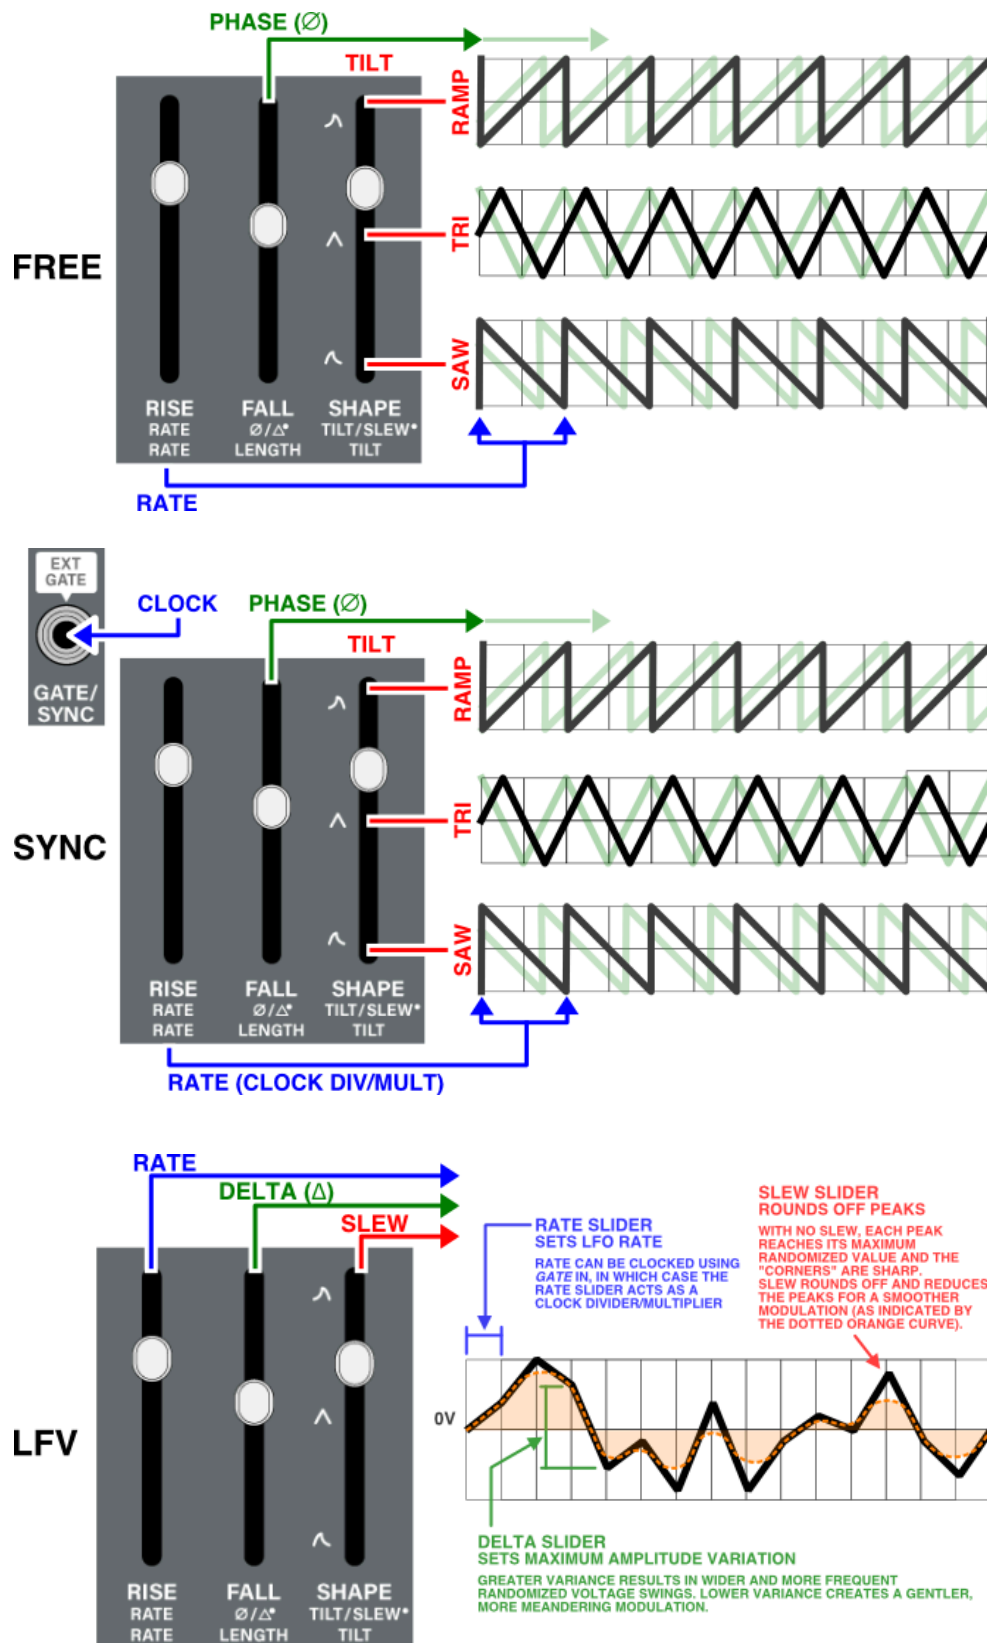 PHASE (Ø)
TILT
RAMP
TRI
SAW
FREE
RISE FALL SHAPE
RATE Ø/Δ* TILT/SLEW*
RATE LENGTH TILT
RATE
EXT
GATE
CLOCK
GATE/
SYNC
PHASE (Ø)
TILT
RAMP
TRI
SAW
SYNC
RISE FALL SHAPE
RATE Ø/Δ* TILT/SLEW*
RATE LENGTH TILT
RATE (CLOCK DIV/MULT)
RATE
DELTA (Δ)
SLEW
RATE SLIDER
SETS LFO RATE
RATE CAN BE CLOCKED USING
GATE IN, IN WHICH CASE THE
RATE SLIDER ACTS AS A
CLOCK DIVIDER/MULTIPLIER
SLEW SLIDER
ROUNDS OFF PEAKS
WITH NO SLEW, EACH PEAK
REACHES ITS MAXIMUM
RANDOMIZED VALUE AND THE
"CORNERS" ARE SHARP.
SLEW ROUNDS OFF AND REDUCES
THE PEAKS FOR A SMOOTHER
MODULATION (AS INDICATED BY
THE DOTTED ORANGE CURVE).
0V
LFV
DELTA SLIDER
SETS MAXIMUM AMPLITUDE VARIATION
GREATER VARIANCE RESULTS IN WIDER AND MORE FREQUENT
RANDOMIZED VOLTAGE SWINGS. LOWER VARIANCE CREATES A GENTLER,
MORE MEANDERING MODULATION.
RISE FALL SHAPE
RATE Ø/Δ* TILT/SLEW*
RATE LENGTH TILT